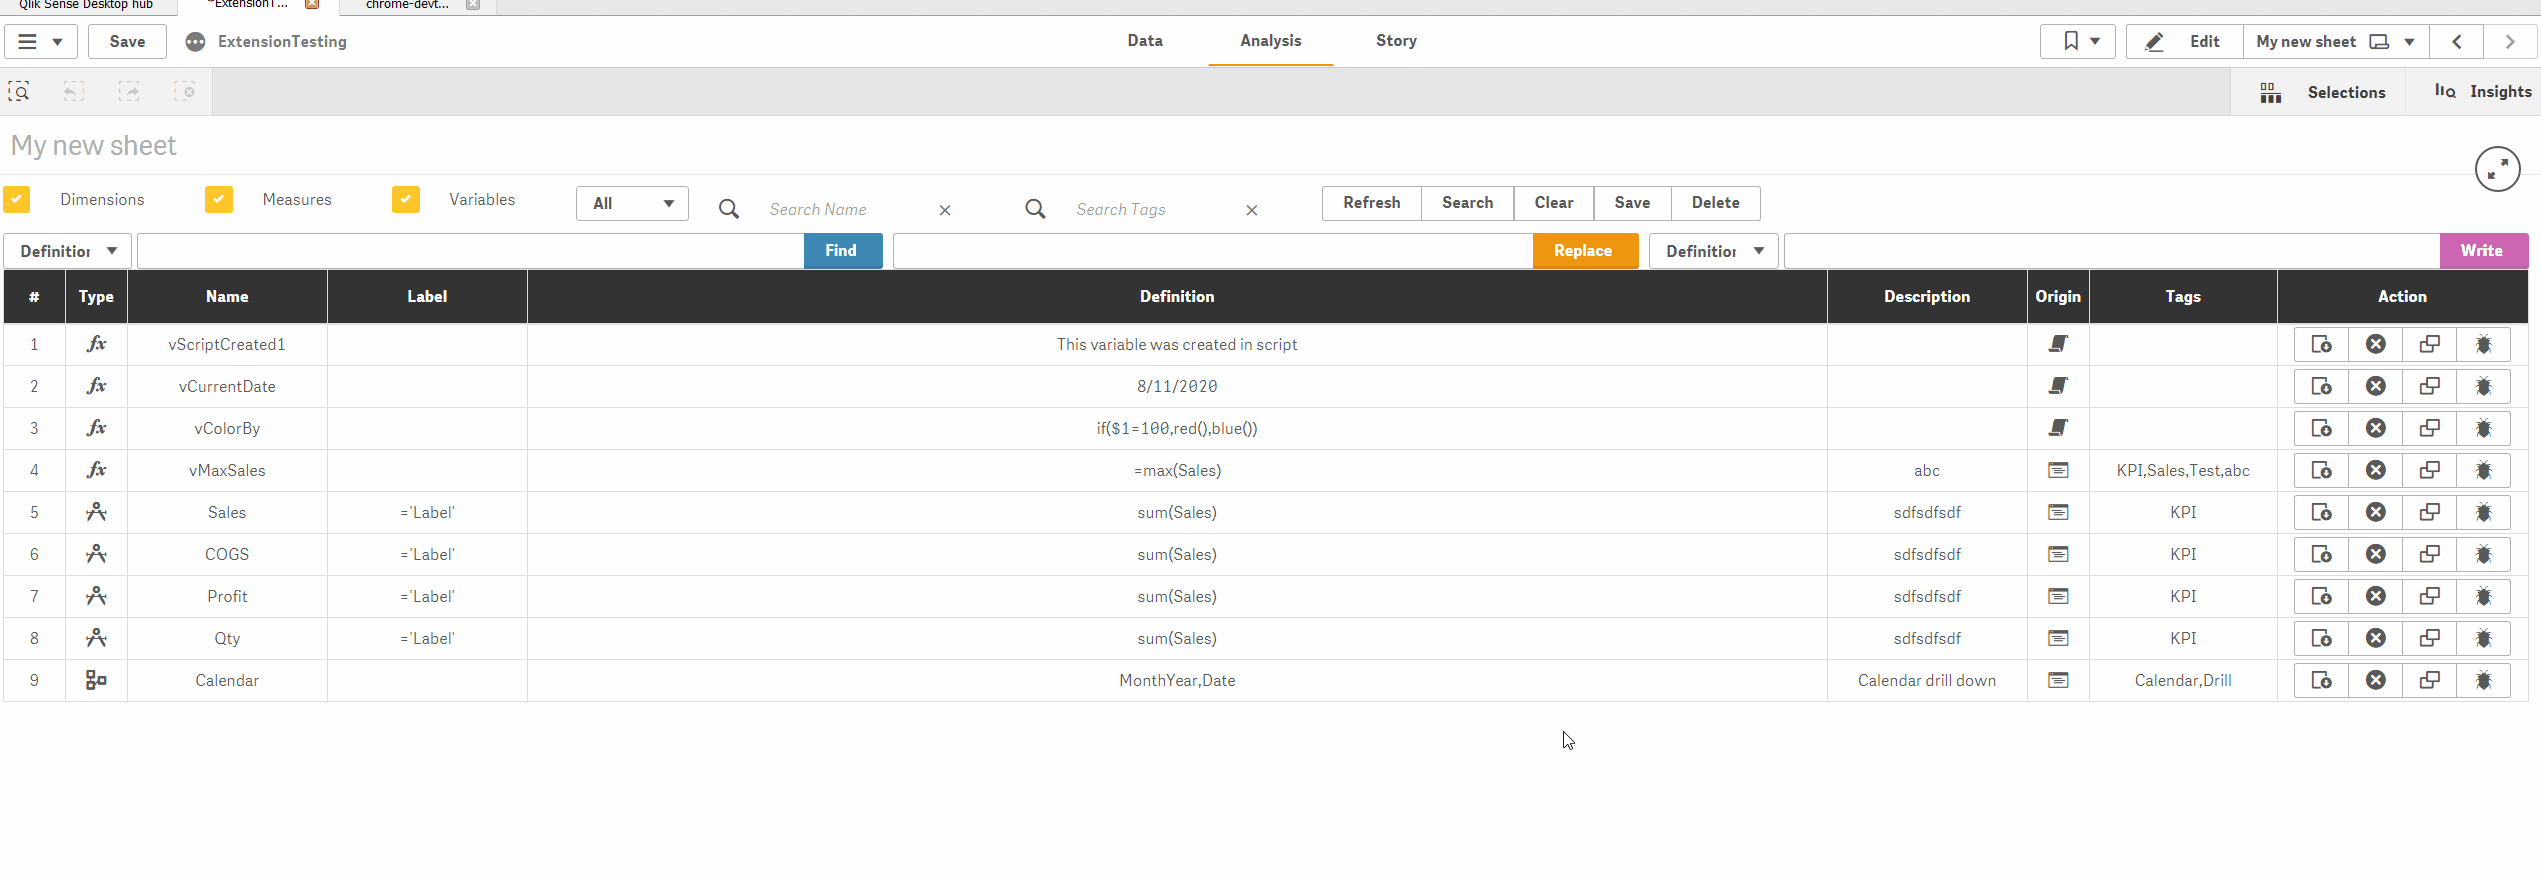 Qlik Sense Desktop hub *ExtensionT... chrome-devt...
Save ExtensionTesting Data Analysis Story Edit My new sheet
Selections Insights
My new sheet
Dimensions Measures Variables All Search Name Search Tags Refresh Search Clear Save Delete
Definition Find Replace Definition Write
# Type Name Label Definition Description Origin Tags Action
1 fx vScriptCreated1 This variable was created in script
2 fx vCurrentDate 8/11/2020
3 fx vColorBy if($1=100,red(),blue())
4 fx vMaxSales =max(Sales) abc KPI,Sales,Test,abc
5 Sales ='Label' sum(Sales) sdfsdfsdf KPI
6 COGS ='Label' sum(Sales) sdfsdfsdf KPI
7 Profit ='Label' sum(Sales) sdfsdfsdf KPI
8 Qty ='Label' sum(Sales) sdfsdfsdf KPI
9 Calendar MonthYear,Date Calendar drill down Calendar,Drill